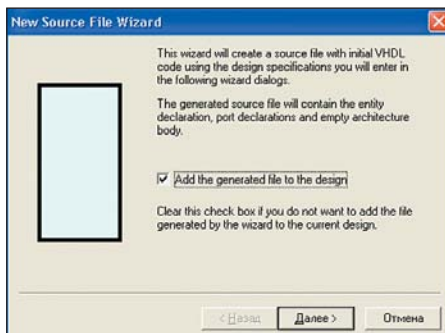 New Source File Wizard
This wizard will create a source file with initial VHDL
code using the design specifications you will enter in
the following wizard dialogs.
The generated source file will contain the entity
declaration, port declarations and empty architecture
body.
Add the generated file to the design
Clear this check box if you do not want to add the file
generated by the wizard to the current design.
< Назад
Далее >
Отмена